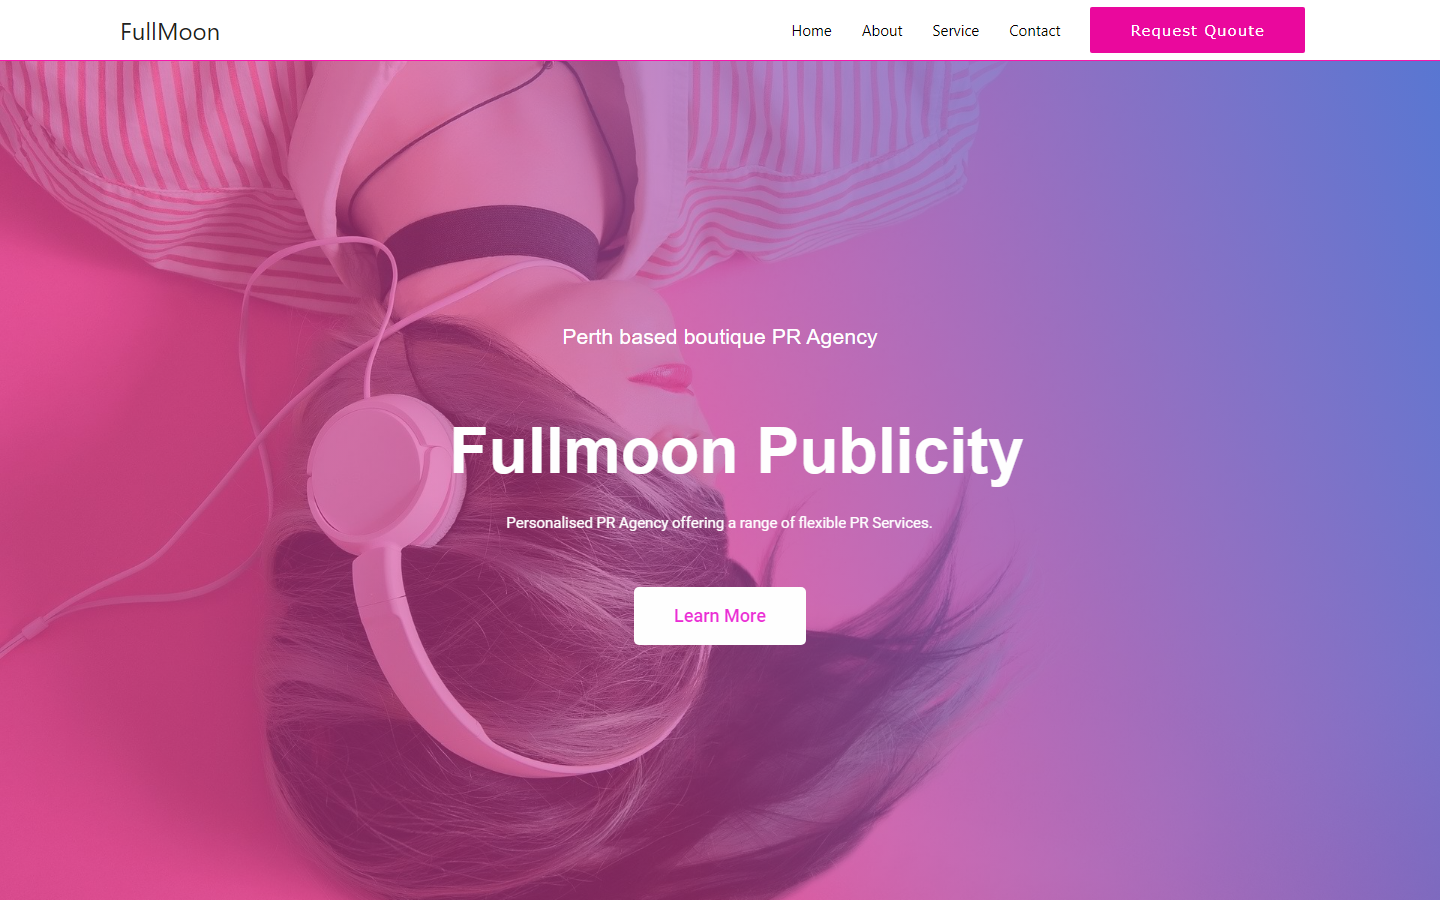 FullMoon
Home About Service Contact Request Quoute
Perth based boutique PR Agency
Fullmoon Publicity
Personalised PR Agency offering a range of flexible PR Services.
Learn More